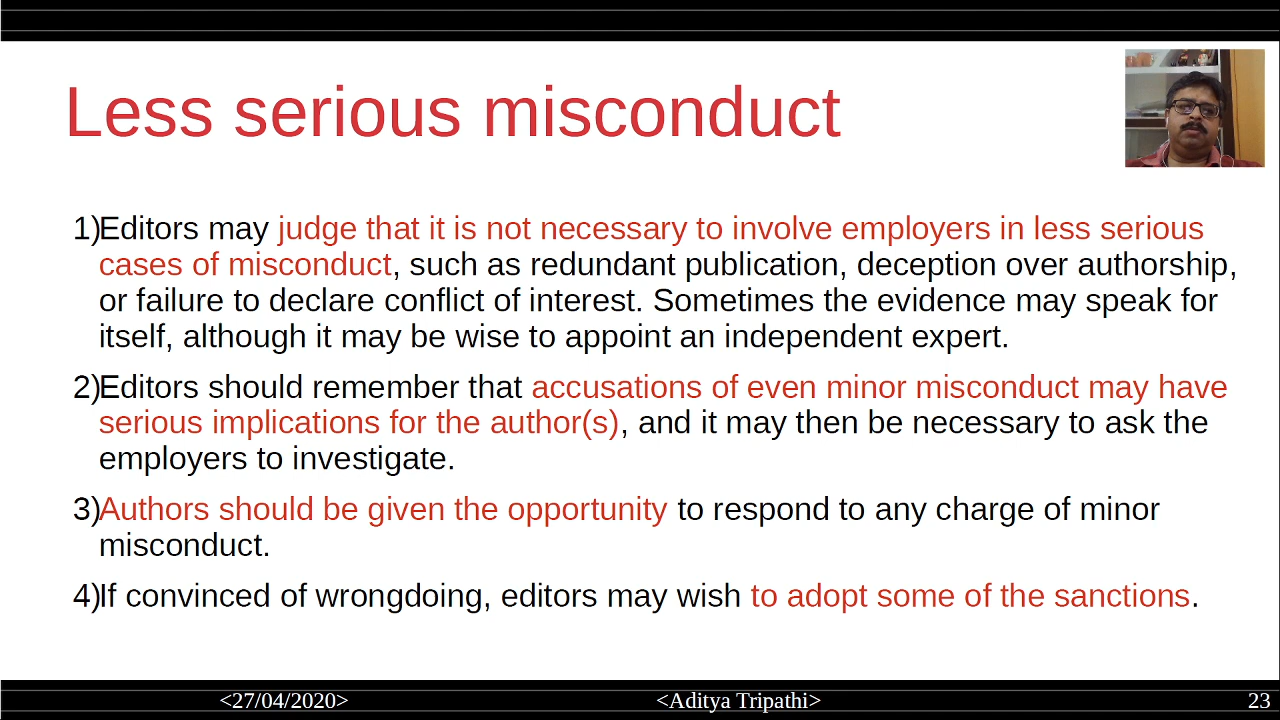 Less serious misconduct
1)Editors may judge that it is not necessary to involve employers in less serious
cases of misconduct, such as redundant publication, deception over authorship,
or failure to declare conflict of interest. Sometimes the evidence may speak for
itself, although it may be wise to appoint an independent expert.
2)Editors should remember that accusations of even minor misconduct may have
serious implications for the author(s), and it may then be necessary to ask the
employers to investigate.
3)Authors should be given the opportunity to respond to any charge of minor
misconduct.
4)If convinced of wrongdoing, editors may wish to adopt some of the sanctions.
<27/04/2020> <Aditya Tripathi> 23